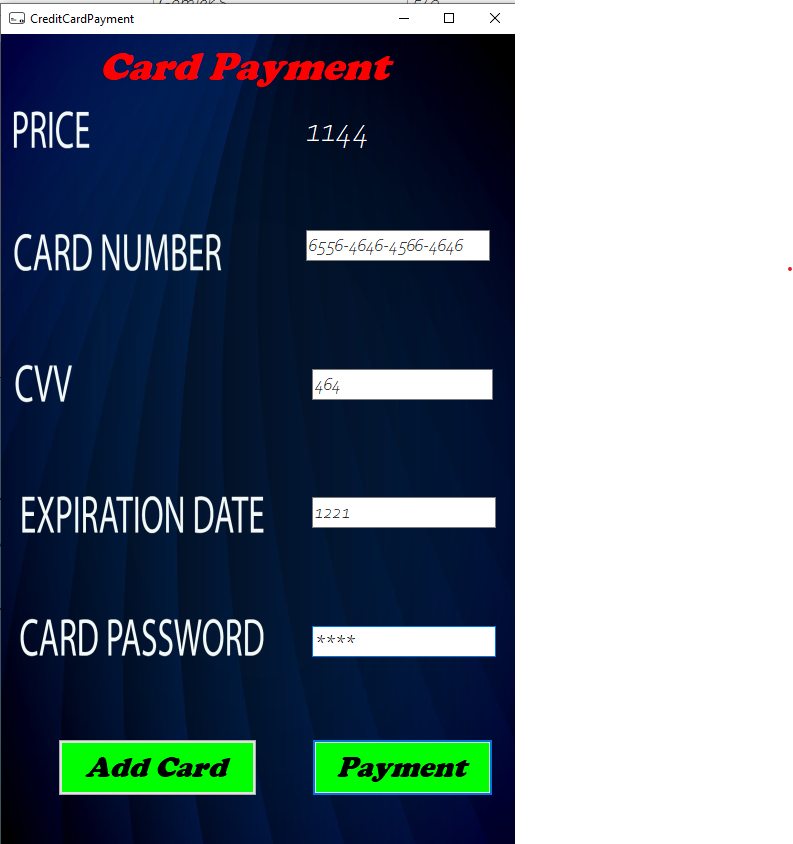 CreditCardPayment
Card Payment
PRICE 1144
CARD NUMBER 6556-4646-4566-4646
CVV 464
EXPIRATION DATE 1221
CARD PASSWORD ****
Add Card Payment